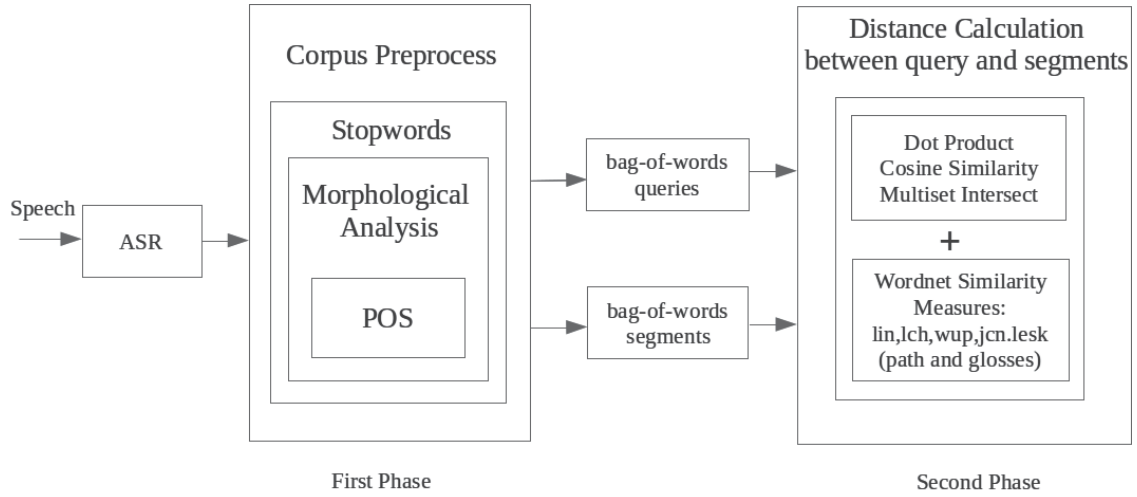 Speech
ASR
Corpus Preprocess
Stopwords
Morphological
Analysis
POS
First Phase
bag-of-words
queries
bag-of-words
segments
Distance Calculation
between query and segments
Dot Product
Cosine Similarity
Multiset Intersect
+
Wordnet Similarity
Measures:
lin,lch,wup,jcn.lesk
(path and glosses)
Second Phase